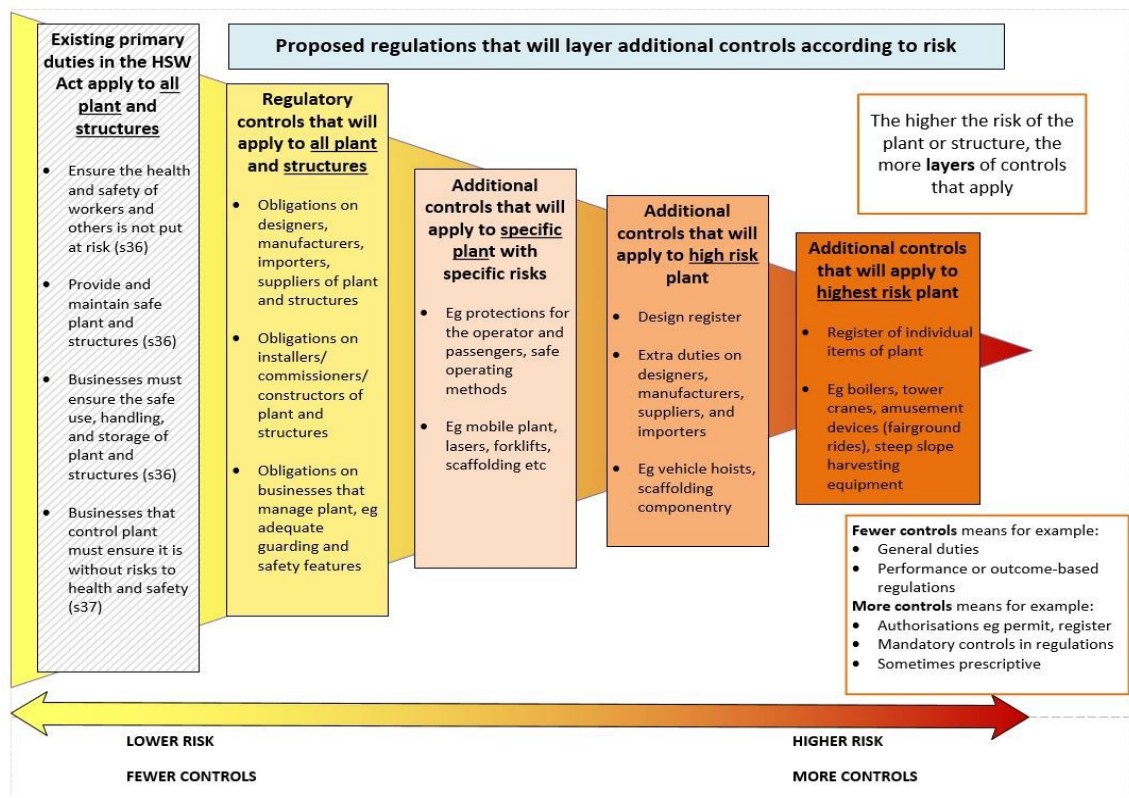 Existing primary
duties in the HSW
Act apply to all
plant and
structures
• Ensure the health
and safety of
workers and
others is not put
at risk (s36)
• Provide and
maintain safe
plant and
structures (s36)
• Businesses must
ensure the safe
use, handling,
and storage of
plant and
structures (s36)
• Businesses that
control plant
must ensure it is
without risks to
health and safety
(s37)
Proposed regulations that will layer additional controls according to risk
Regulatory
controls that will
apply to all plant
and structures
• Obligations on
designers,
manufacturers,
importers,
suppliers of plant
and structures
• Obligations on
installers/
commissioners/
constructors of
plant and
structures
• Obligations on
businesses that
manage plant, eg
adequate
guarding and
safety features
Additional
controls that will
apply to specific
plant with
specific risks
• Eg protections for
the operator and
passengers, safe
operating
methods
• Eg mobile plant,
lasers, forklifts,
scaffolding etc
Additional
controls that will
apply to high risk
plant
• Design register
• Extra duties on
designers,
manufacturers,
suppliers, and
importers
• Eg vehicle hoists,
scaffolding
componentry
The higher the risk of the
plant or structure, the
more layers of controls
that apply
Additional controls
that will apply to
highest risk plant
• Register of individual
items of plant
• Eg boilers, tower
cranes, amusement
devices (fairground
rides), steep slope
harvesting
equipment
Fewer controls means for example:
• General duties
• Performance or outcome-based
regulations
More controls means for example:
• Authorisations eg permit, register
• Mandatory controls in regulations
• Sometimes prescriptive
LOWER RISK
FEWER CONTROLS
HIGHER RISK
MORE CONTROLS